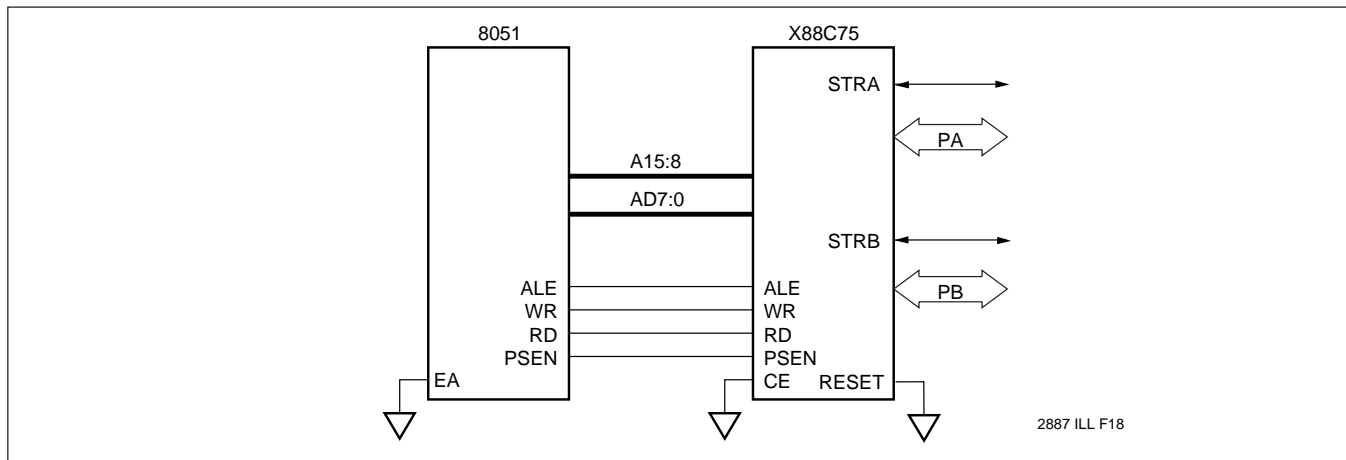 8051
X88C75
STRA
PA
A15:8
AD7:0
STRB
PB
ALE
ALE
WR
WR
RD
RD
PSEN
PSEN
EA
CE
RESET
2887 ILL F18